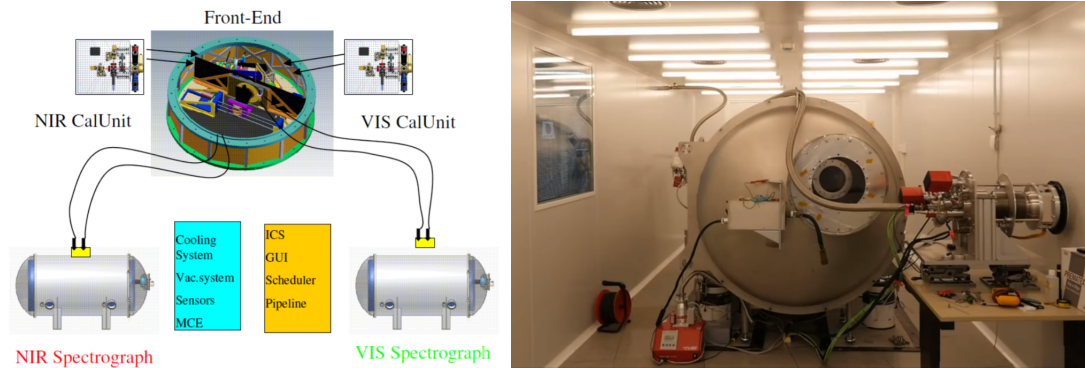 Front-End
NIR CalUnit
VIS CalUnit
Cooling
System
Vac.system
Sensors
MCE
ICS
GUI
Scheduler
Pipeline
NIR Spectrograph
VIS Spectrograph